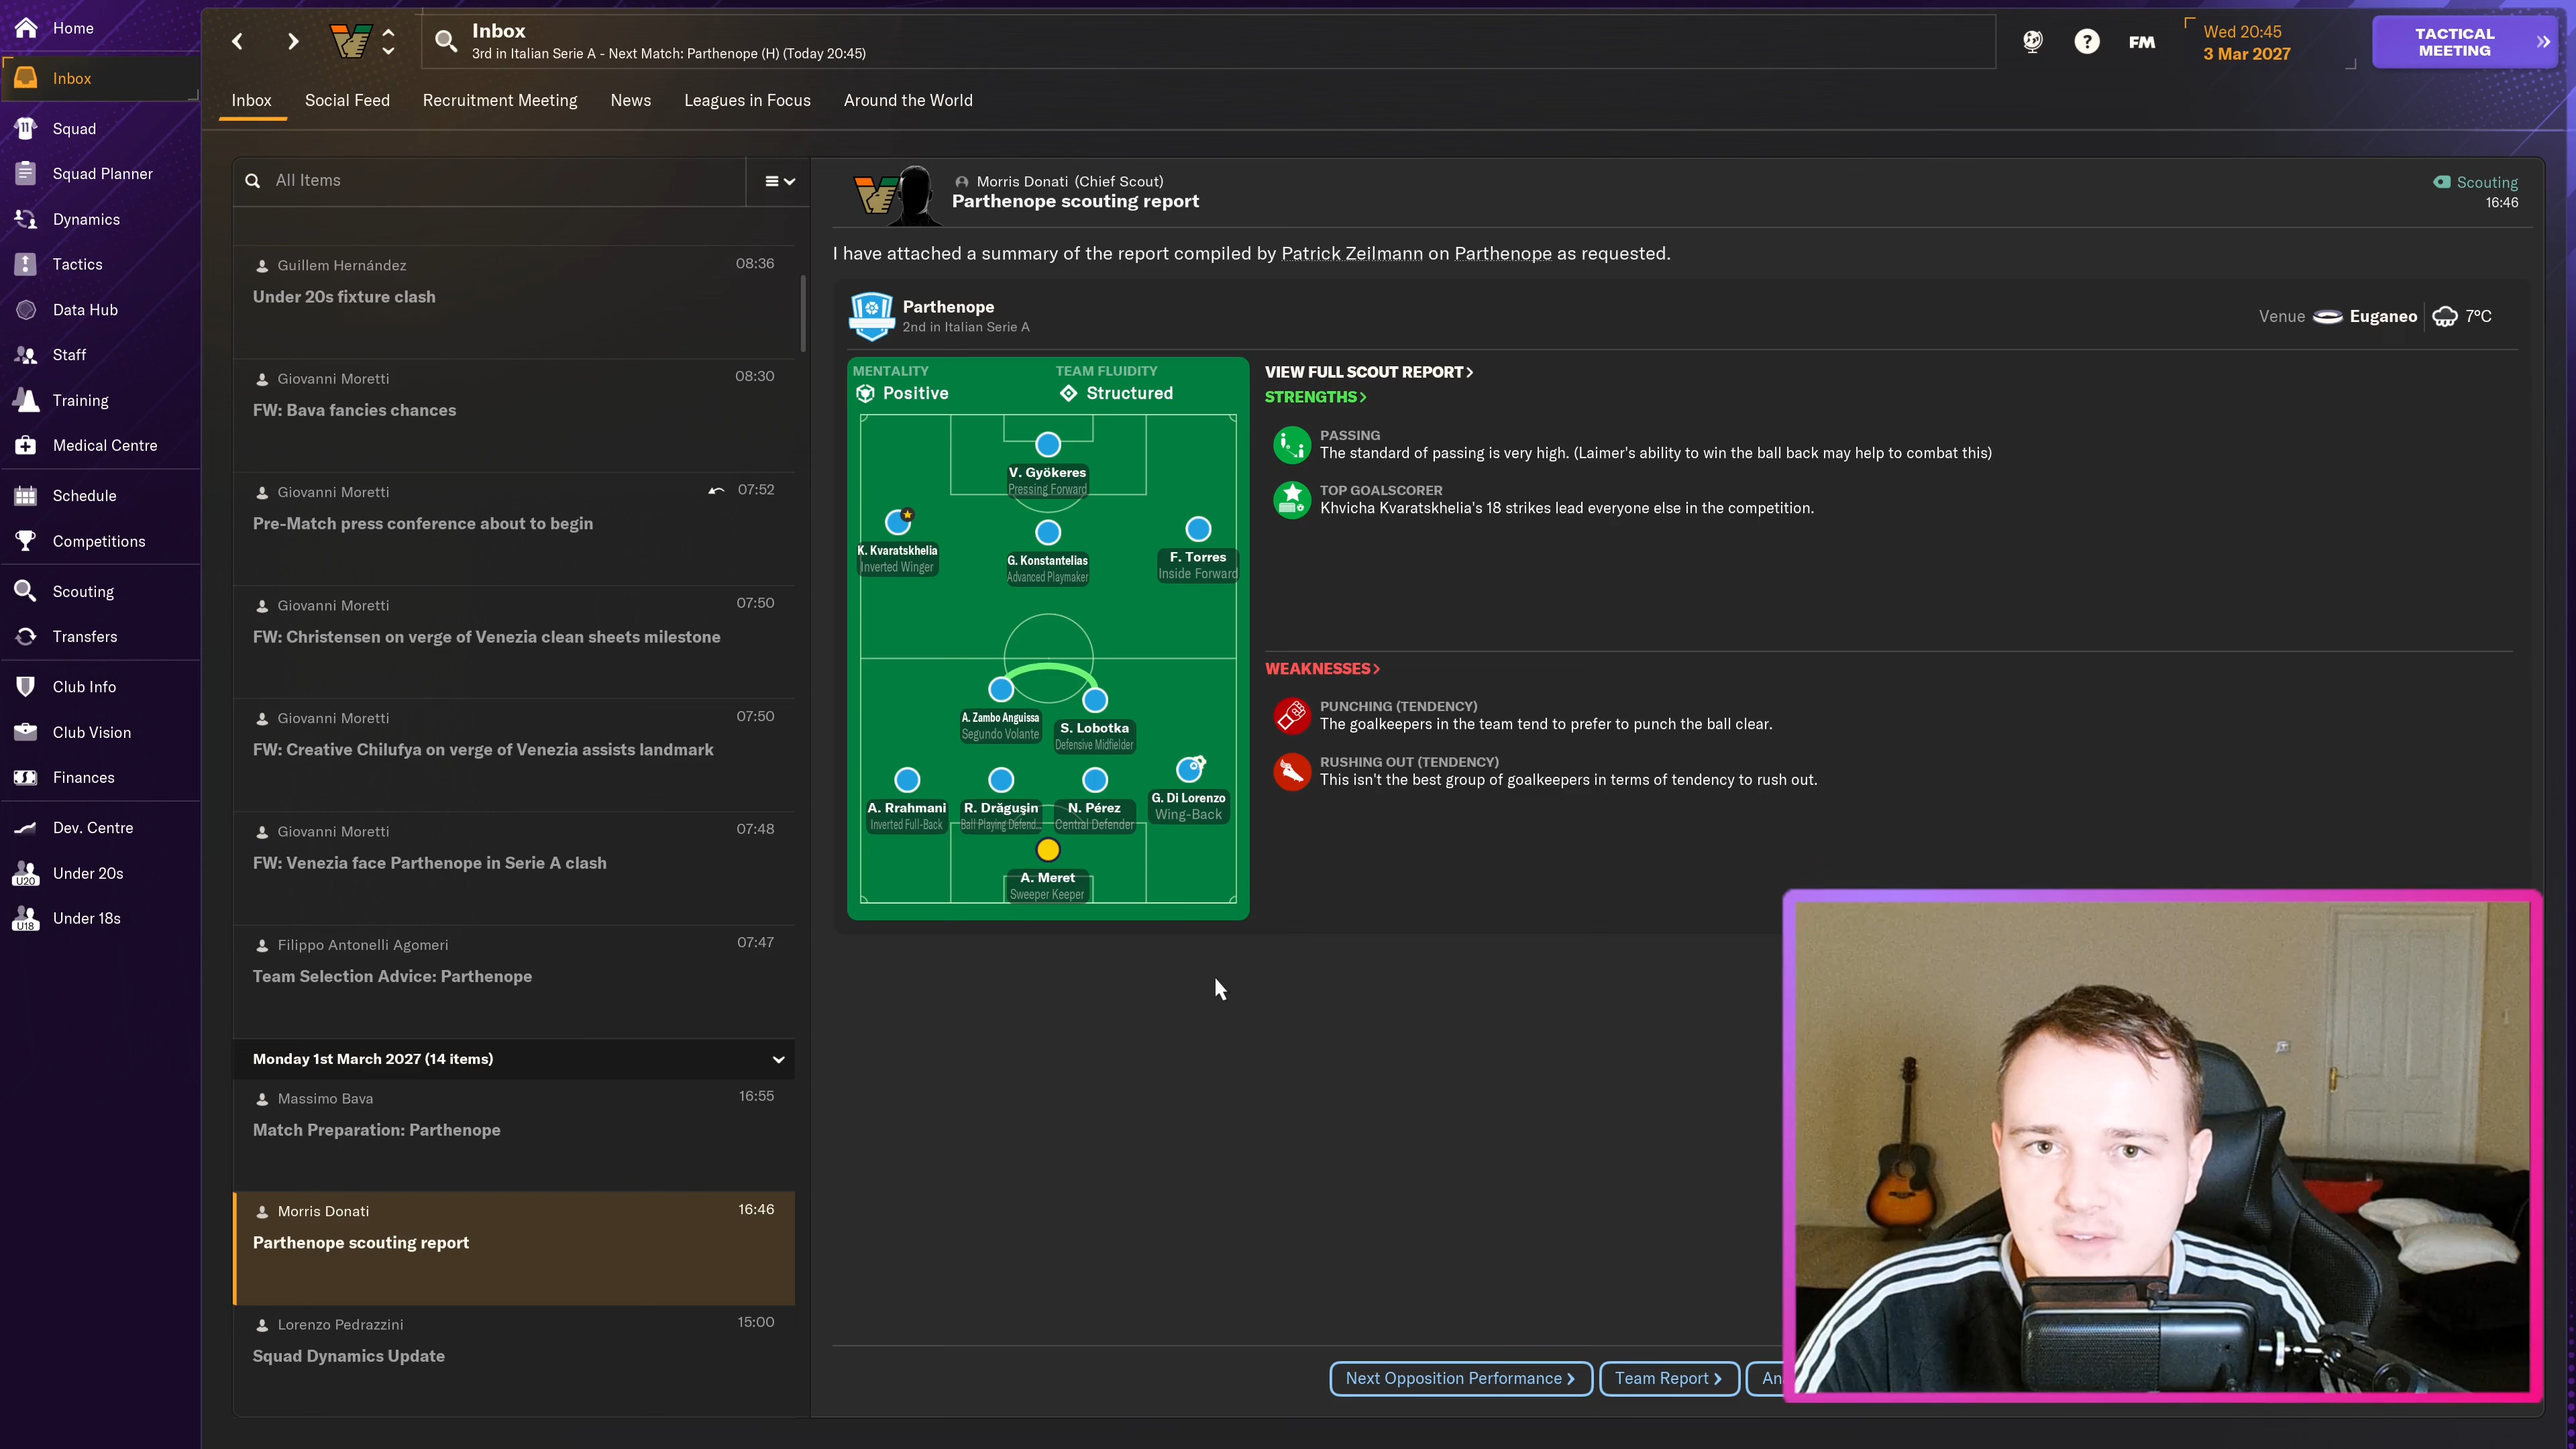 Home
Inbox
Squad
Squad Planner
Dynamics
Tactics
Data Hub
Staff
Training
Medical Centre
Schedule
Competitions
Scouting
Transfers
Club Info
Club Vision
Finances
Dev. Centre
U20
Under 20s
U18
Under 18s
Inbox
3rd in Italian Serie A - Next Match: Parthenope (H) (Today 20:45)
?
FM
Wed 20:45
3 Mar 2027
TACTICAL
MEETING
Inbox
Social Feed
Recruitment Meeting
News
Leagues in Focus
Around the World
All Items
Guillem Hernández
08:36
Under 20s fixture clash
Giovanni Moretti
08:30
FW: Bava fancies chances
Giovanni Moretti
07:52
Pre-Match press conference about to begin
Giovanni Moretti
07:50
FW: Christensen on verge of Venezia clean sheets milestone
Giovanni Moretti
07:50
FW: Creative Chilufya on verge of Venezia assists landmark
Giovanni Moretti
07:48
FW: Venezia face Parthenope in Serie A clash
Filippo Antonelli Agomeri
07:47
Team Selection Advice: Parthenope
Monday 1st March 2027 (14 items)
Massimo Bava
16:55
Match Preparation: Parthenope
Morris Donati
16:46
Parthenope scouting report
Lorenzo Pedrazzini
15:00
Squad Dynamics Update
Morris Donati (Chief Scout)
Parthenope scouting report
Scouting
16:46
I have attached a summary of the report compiled by Patrick Zeilmann on Parthenope as requested.
Parthenope
2nd in Italian Serie A
Venue
Euganeo
7°C
MENTALITY
Positive
TEAM FLUIDITY
Structured
V. Gyökeres
Pressing Forward
K. Kvaratskhelia
Inverted Winger
G. Konstantelias
Advanced Playmaker
F. Torres
Inside Forward
A. Zambo Anguissa
Segundo Volante
S. Lobotka
Defensive Midfielder
A. Rrahmani
Inverted Full-Back
R. Drăgușin
Ball Playing Defend...
N. Pérez
Central Defender
G. Di Lorenzo
Wing-Back
A. Meret
Sweeper Keeper
VIEW FULL SCOUT REPORT
STRENGTHS
PASSING
The standard of passing is very high. (Laimer's ability to win the ball back may help to combat this)
TOP GOALSCORER
Khvicha Kvaratskhelia's 18 strikes lead everyone else in the competition.
WEAKNESSES
PUNCHING (TENDENCY)
The goalkeepers in the team tend to prefer to punch the ball clear.
RUSHING OUT (TENDENCY)
This isn't the best group of goalkeepers in terms of tendency to rush out.
Next Opposition Performance
Team Report
An